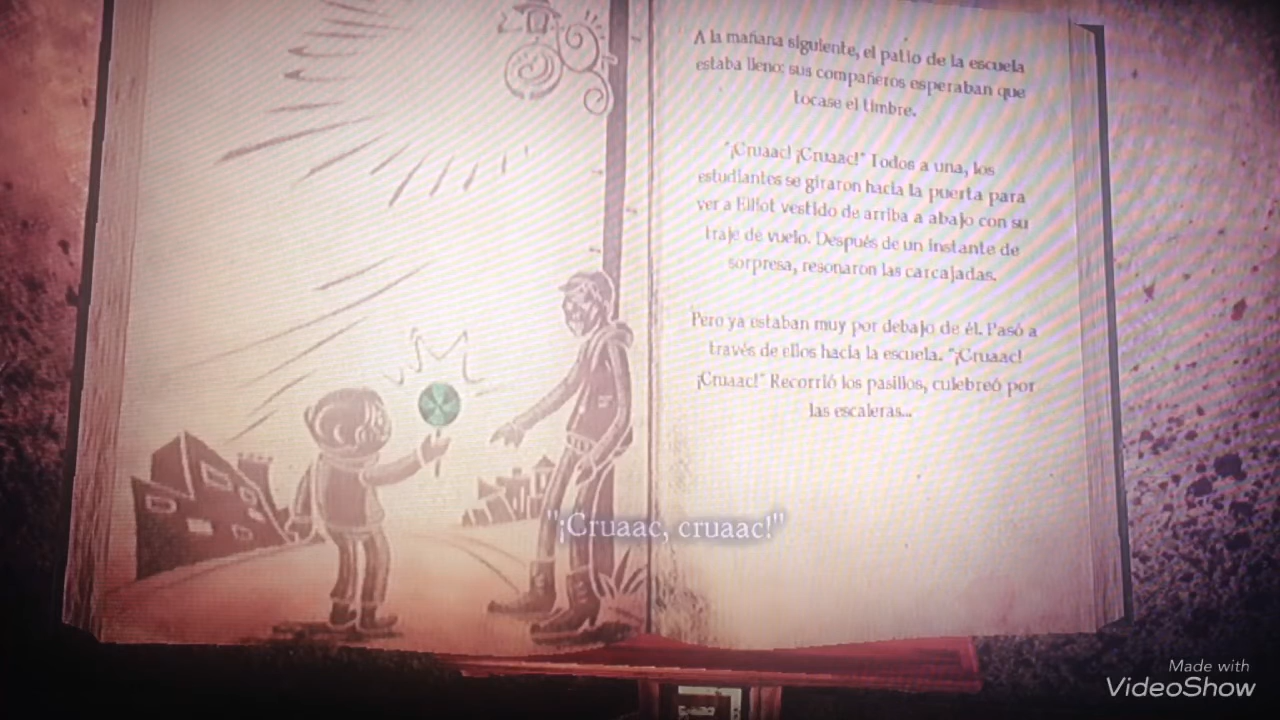 A la mañana siguiente, el patio de la escuela
estaba lleno: sus compañeros esperaban que
tocase el timbre.
"¡Cruaac! ¡Cruaac!" Todos a una, los
estudiantes se giraron hacia la puerta para
ver a Elliot vestido de arriba a abajo con su
traje de vuelo. Después de un instante de
sorpresa, resonaron las carcajadas.
Pero ya estaban muy por debajo de él. Pasó a
través de ellos hacia la escuela. "¡Cruaac!
¡Cruaac!" Recorrió los pasillos, culebreó por
las escaleras...
"¡Cruaac, cruaac!"
Made with
VideoShow